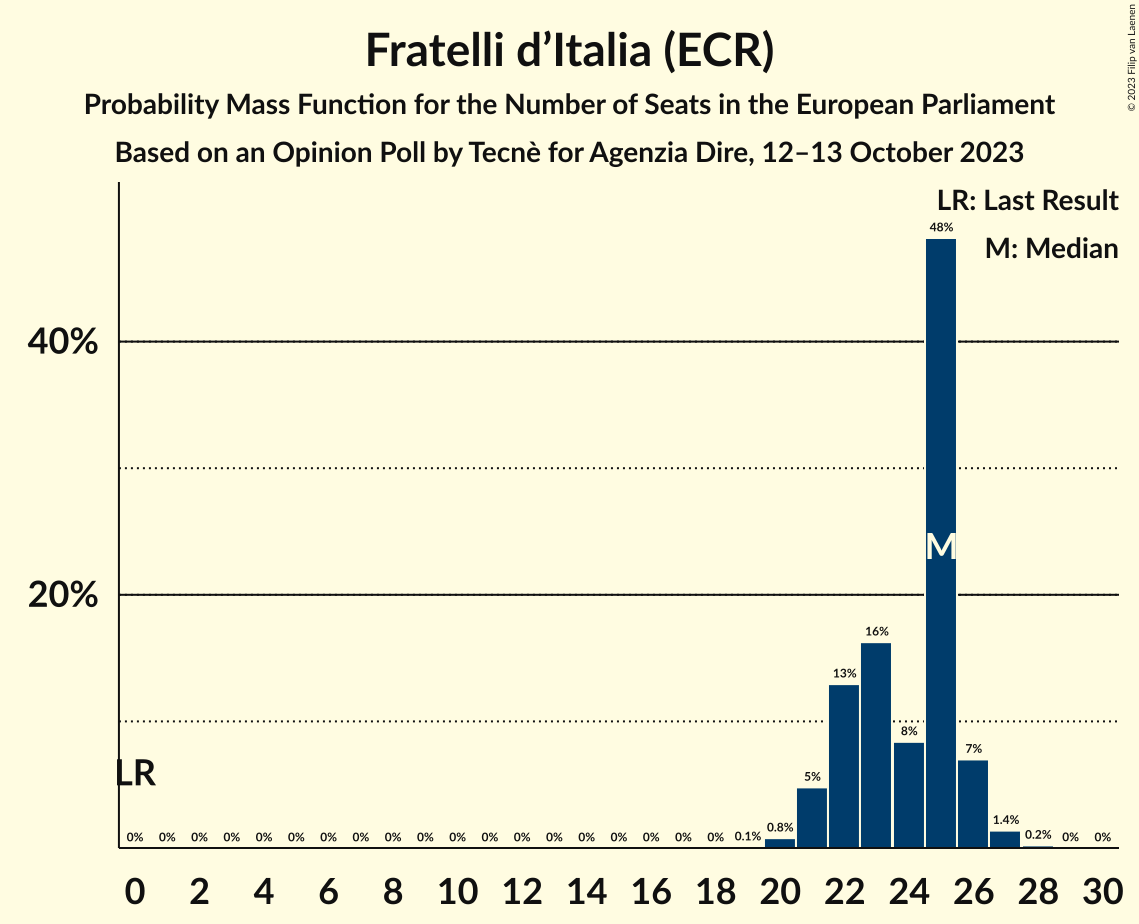 Fratelli d’Italia (ECR)
Probability Mass Function for the Number of Seats in the European Parliament
Based on an Opinion Poll by Tecnè for Agenzia Dire, 12–13 October 2023
© 2023 Filip van Laenen
LR: Last Result
M: Median
48%
40%
M
20%
16%
13%
8%
7%
5%
LR
0% 0% 0% 0% 0% 0% 0% 0% 0% 0% 0% 0% 0% 0% 0% 0% 0% 0% 0% 0.1% 0.8% 1.4% 0.2% 0% 0%
0 2 4 6 8 10 12 14 16 18 20 22 24 26 28 30